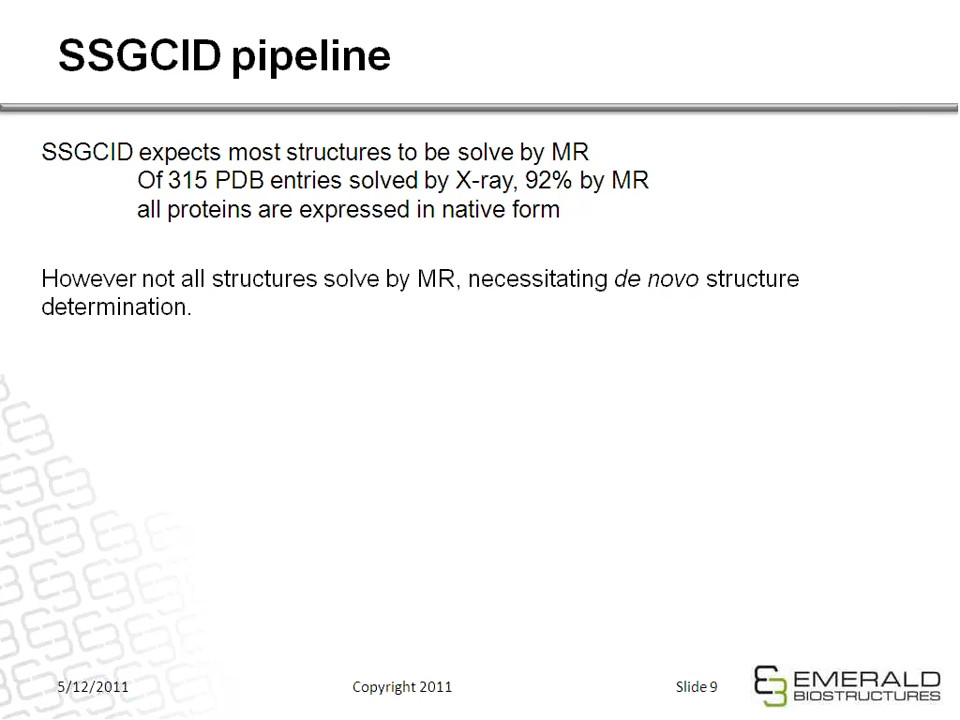 SSGCID pipeline
SSGCID expects most structures to be solve by MR
Of 315 PDB entries solved by X-ray, 92% by MR
all proteins are expressed in native form
However not all structures solve by MR, necessitating de novo structure
determination.
5/12/2011
Copyright 2011
Slide 9
EMERALD
BIOSTRUCTURES